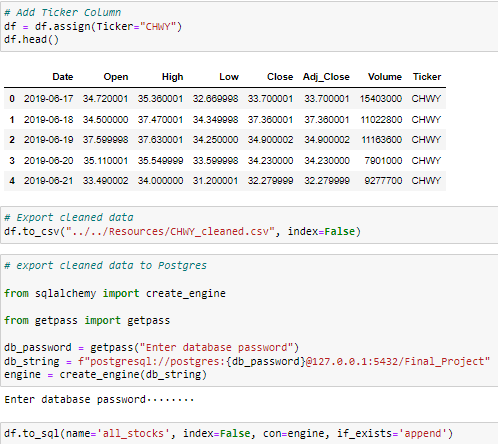 # Add Ticker Column
df = df.assign(Ticker="CHWY")
df.head()
Date Open High Low Close Adj_Close Volume Ticker
0 2019-06-17 34.720001 35.360001 32.669998 33.700001 33.700001 15403000 CHWY
1 2019-06-18 34.500000 37.470001 34.349998 37.360001 37.360001 11022800 CHWY
2 2019-06-19 37.599998 37.630001 34.250000 34.900002 34.900002 11163600 CHWY
3 2019-06-20 35.110001 35.549999 33.599998 34.230000 34.230000 7901000 CHWY
4 2019-06-21 33.490002 34.000000 31.200001 32.279999 32.279999 9277700 CHWY
# Export cleaned data
df.to_csv("../../Resources/CHWY_cleaned.csv", index=False)
# export cleaned data to Postgres
from sqlalchemy import create_engine
from getpass import getpass
db_password = getpass("Enter database password")
db_string = f"postgresql://postgres:{db_password}@127.0.0.1:5432/Final_Project"
engine = create_engine(db_string)
Enter database password········
df.to_sql(name='all_stocks', index=False, con=engine, if_exists='append')